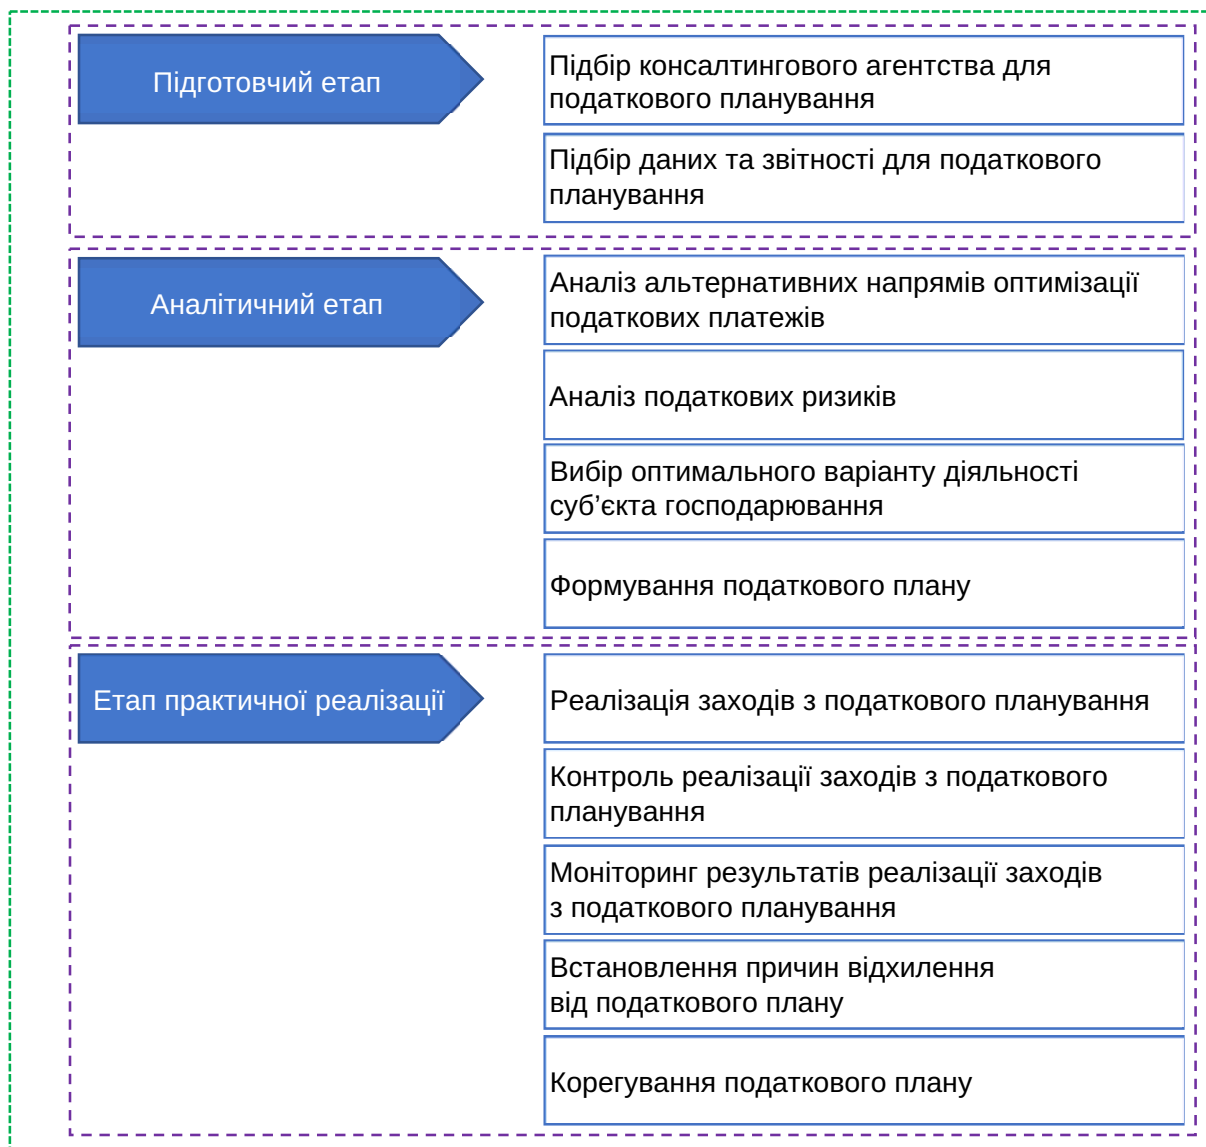 Підготовчий етап
Підбір консалтингового агентства для
податкового планування
Підбір даних та звітності для податкового
планування
Аналітичний етап
Аналіз альтернативних напрямів оптимізації
податкових платежів
Аналіз податкових ризиків
Вибір оптимального варіанту діяльності
суб’єкта господарювання
Формування податкового плану
Етап практичної реалізації
Реалізація заходів з податкового планування
Контроль реалізації заходів з податкового
планування
Моніторинг результатів реалізації заходів
з податкового планування
Встановлення причин відхилення
від податкового плану
Корегування податкового плану